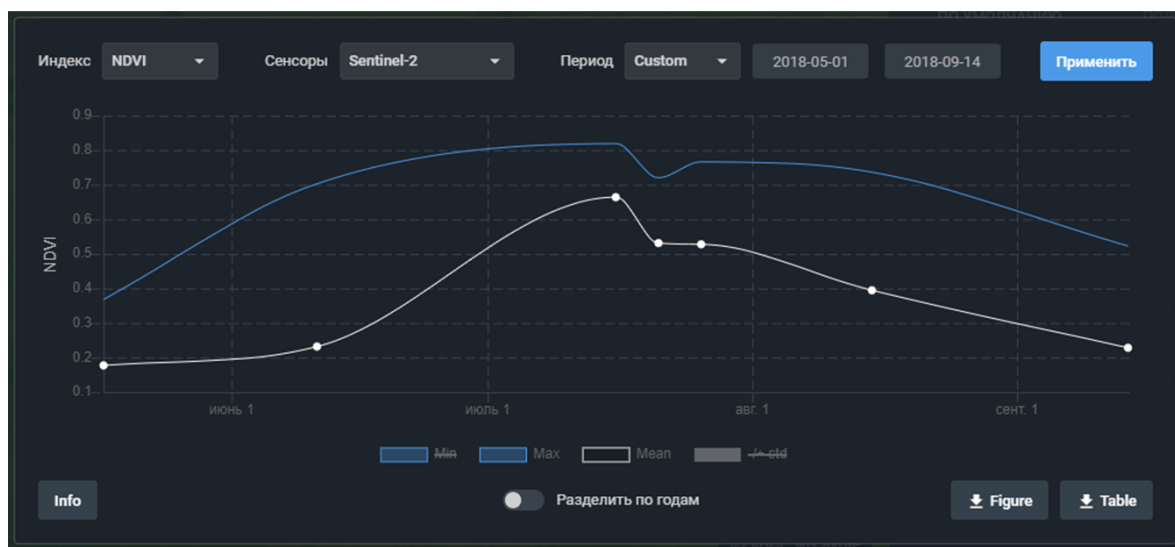 Индекс NDVI Сенсоры Sentinel-2 Период Custom 2018-05-01 2018-09-14 Применить
0.9
0.8
0.7
0.6
0.5
0.4
0.3
0.2
0.1
NDVI
июнь 1 июль 1 авг. 1 сент. 1
Min Max Mean -/+ std
Info Разделить по годам Figure Table